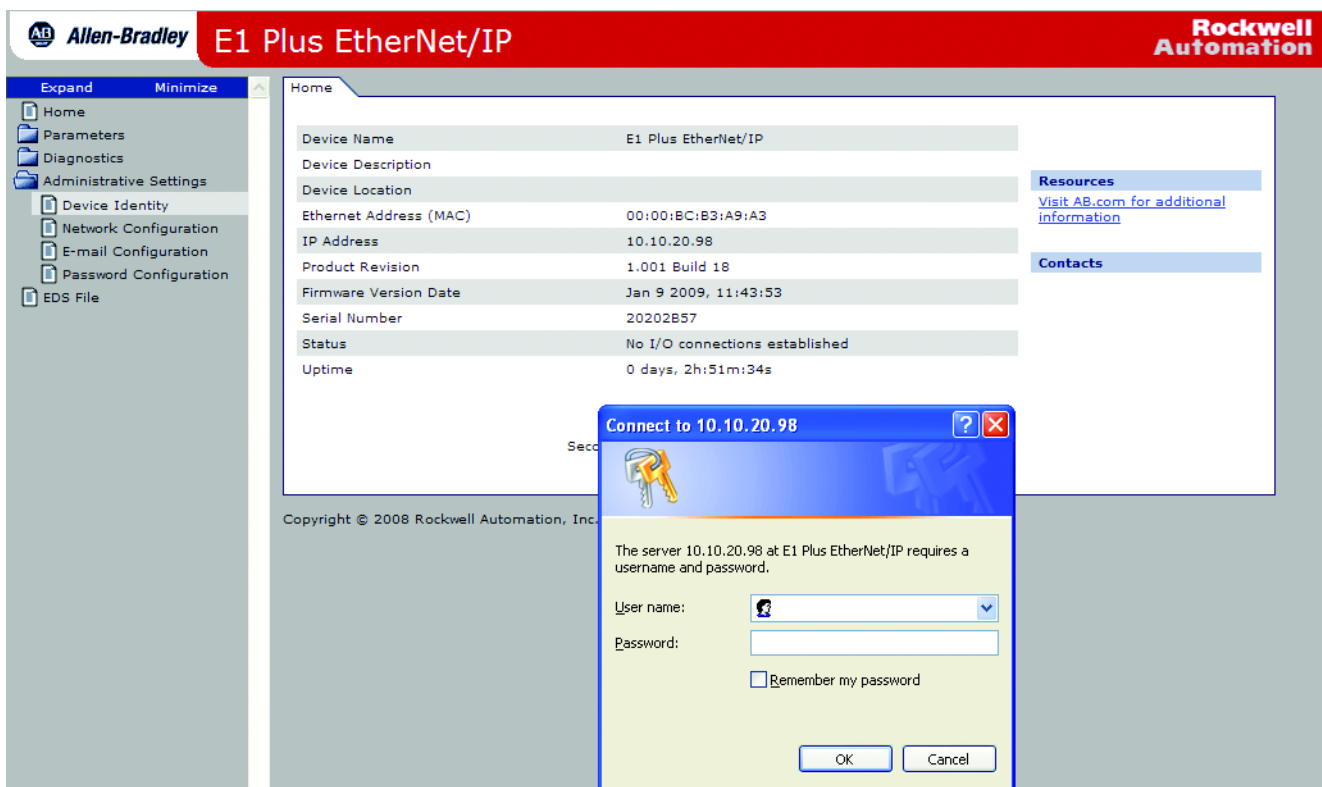 AB Allen-Bradley E1 Plus EtherNet/IP
Rockwell
Automation
Expand Minimize
Home
Parameters
Diagnostics
Administrative Settings
Device Identity
Network Configuration
E-mail Configuration
Password Configuration
EDS File
Home
Device Name E1 Plus EtherNet/IP
Device Description
Device Location
Ethernet Address (MAC) 00:00:BC:B3:A9:A3
IP Address 10.10.20.98
Product Revision 1.001 Build 18
Firmware Version Date Jan 9 2009, 11:43:53
Serial Number 20202B57
Status No I/O connections established
Uptime 0 days, 2h:51m:34s
Resources
Visit AB.com for additional
information
Contacts
Seco
Copyright © 2008 Rockwell Automation, Inc.
Connect to 10.10.20.98
The server 10.10.20.98 at E1 Plus EtherNet/IP requires a
username and password.
User name:
Password:
Remember my password
OK Cancel